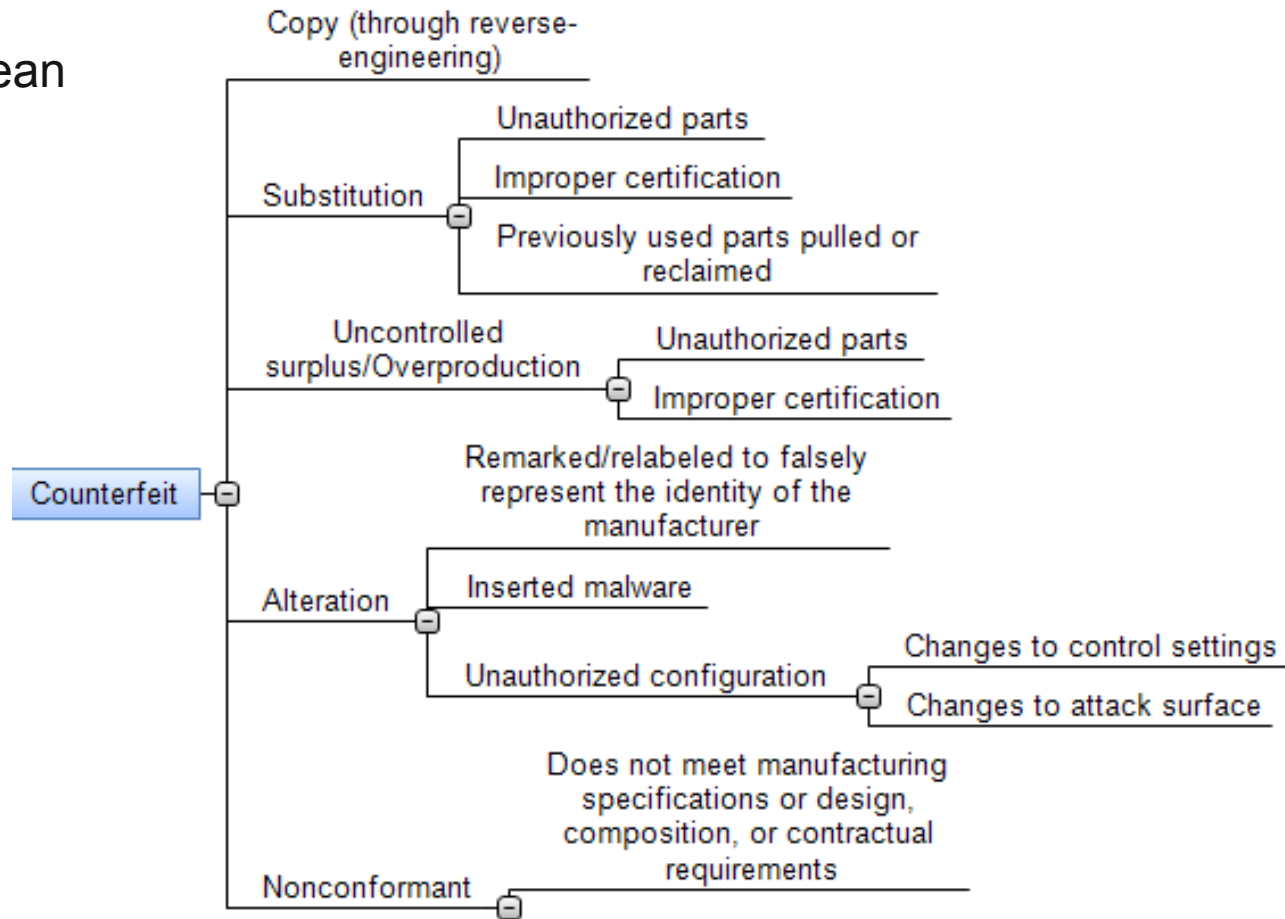 Copy (through reverse-
engineering)
ean
Unauthorized parts
Improper certification
Substitution
Previously used parts pulled or
reclaimed
Uncontrolled
surplus/Overproduction
Unauthorized parts
Improper certification
Counterfeit
Remarked/relabeled to falsely
represent the identity of the
manufacturer
Inserted malware
Alteration
Unauthorized configuration
Changes to control settings
Changes to attack surface
Does not meet manufacturing
specifications or design,
composition, or contractual
requirements
Nonconformant